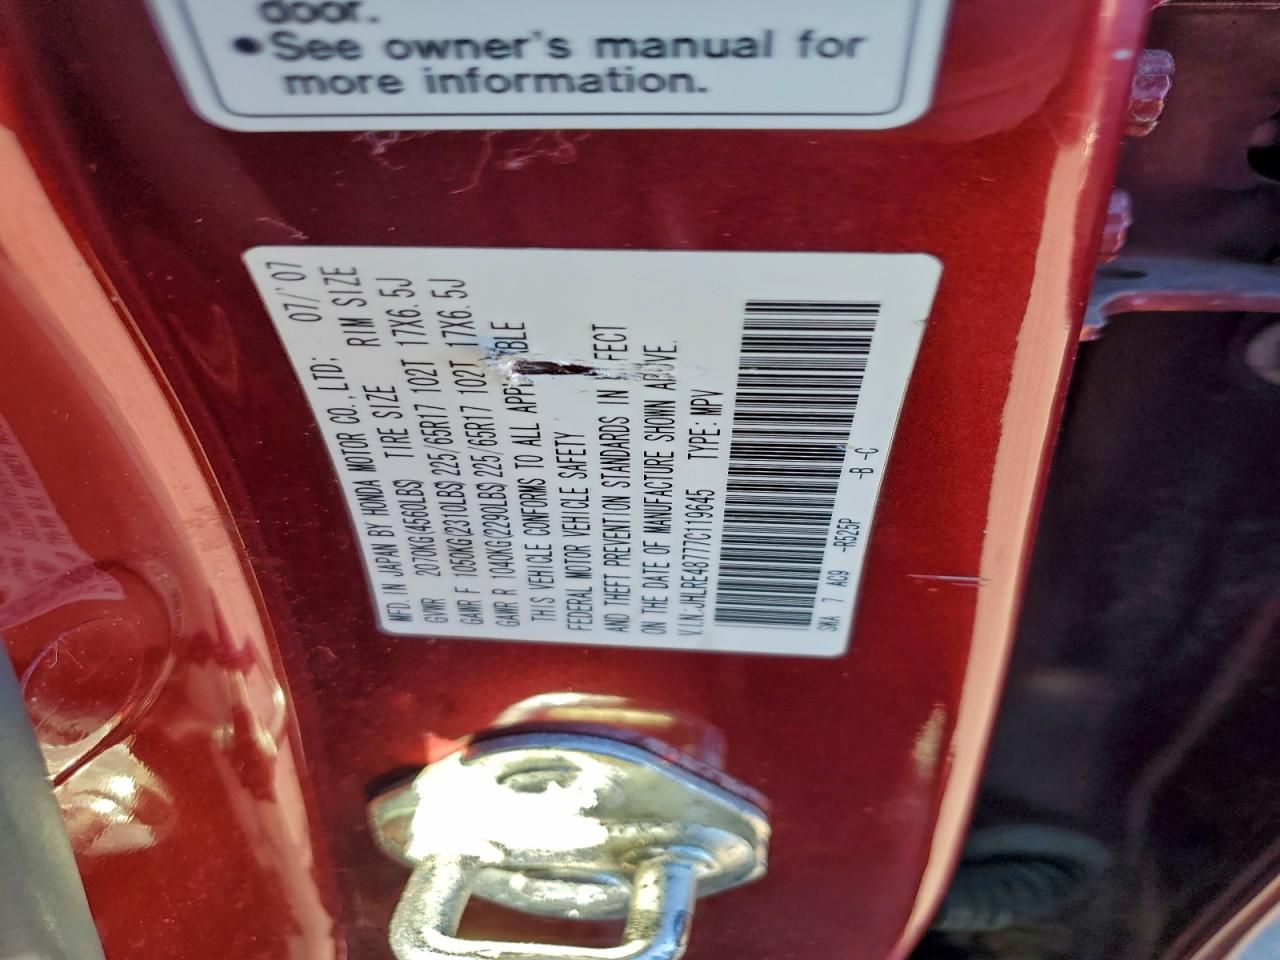 door.
•See owner's manual for
more information.
MFD. IN JAPAN BY HONDA MOTOR CO., LTD; 07/'07
GVWR 2070KG(4560LBS) TIRE SIZE RIM SIZE
GAWR F 1050KG(2310LBS) 225/65R17 102T 17X6.5J
GAWR R 1040KG(2290LBS) 225/65R17 102T 17X6.5J
THIS VEHICLE CONFORMS TO ALL APP BLE
FEDERAL MOTOR VEHICLE SAFETY
AND THEFT PREVENTION STANDARDS IN FFECT
ON THE DATE OF MANUFACTURE SHOWN ABOVE.
V.I.N.:JHLRE48777C119645 TYPE: MPV
SWA 7 AC9 -R525P -B -C